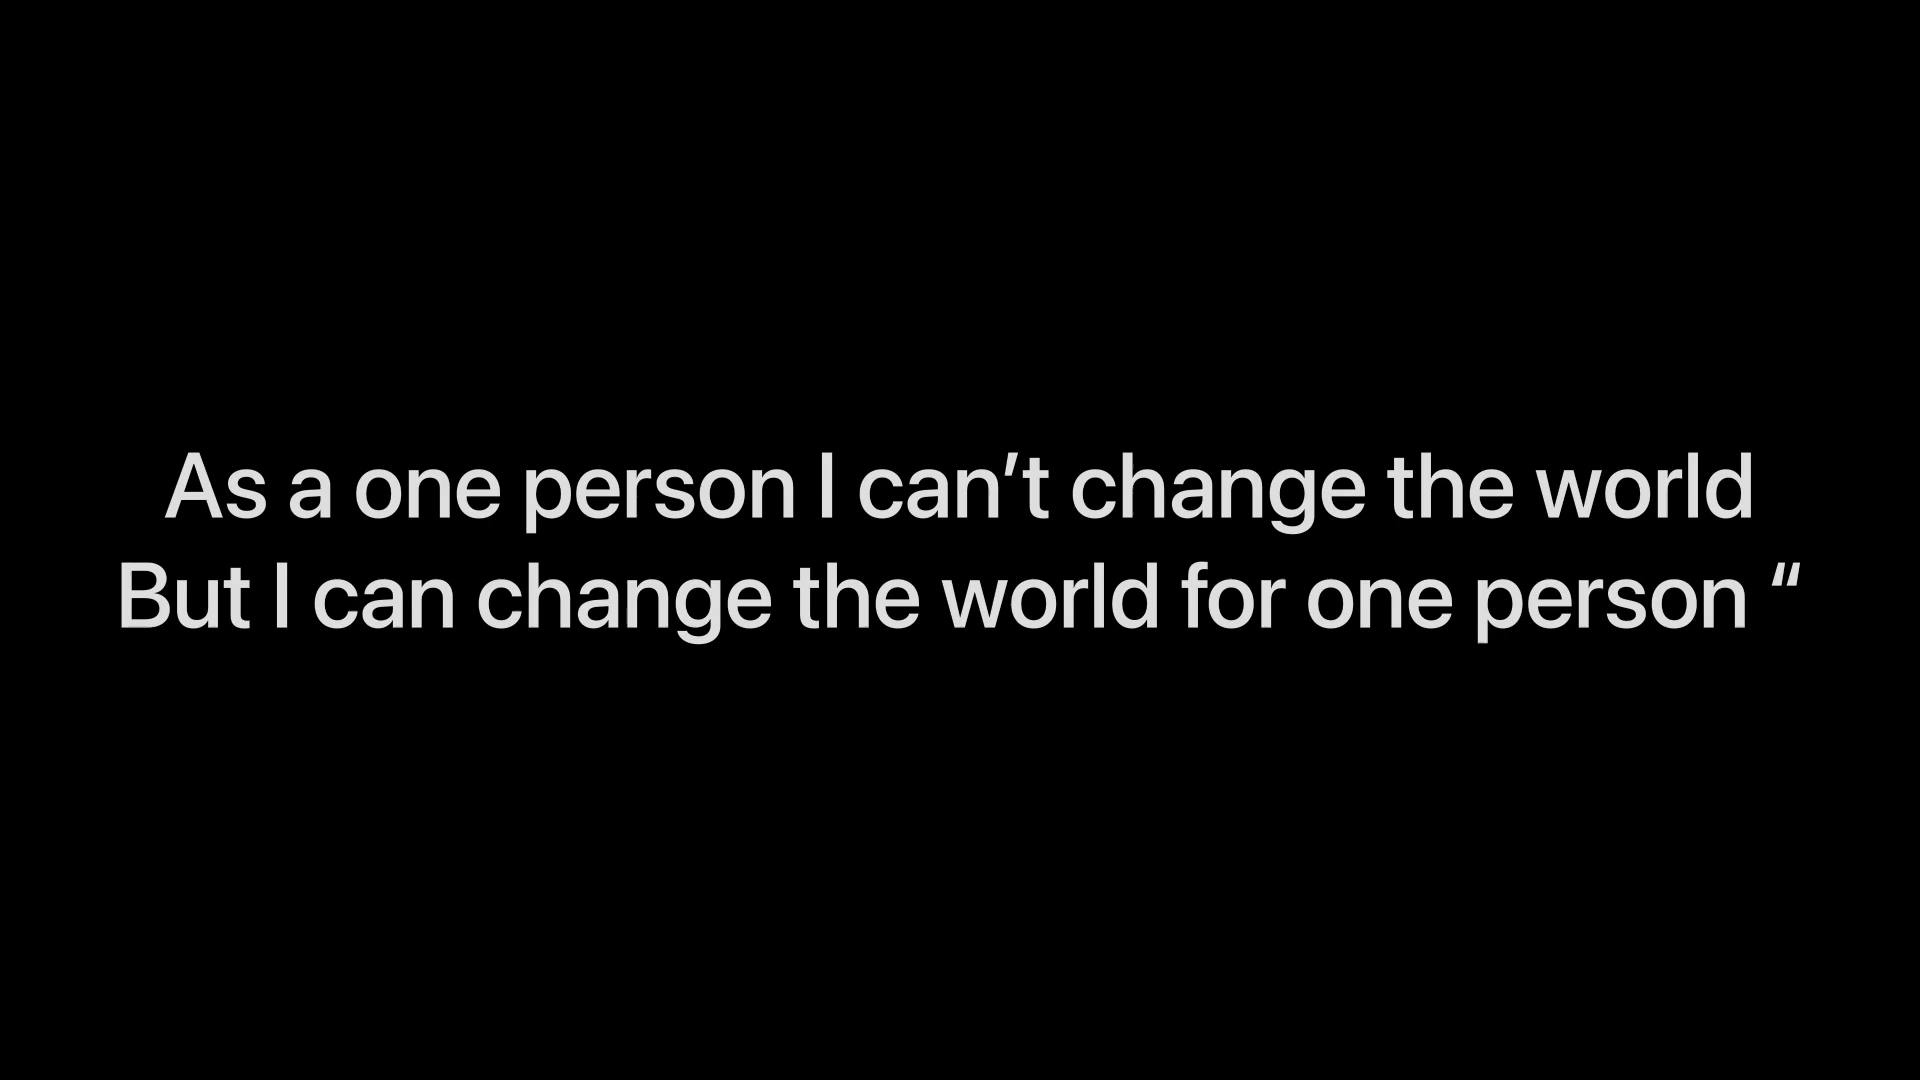 As a one person I can’t change the world
But I can change the world for one person “